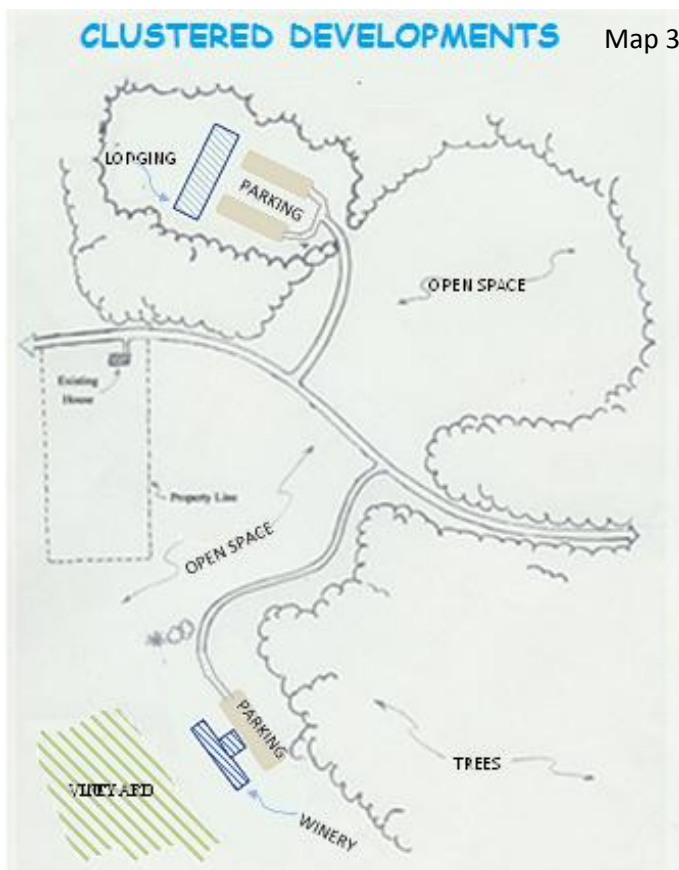 CLUSTERED DEVELOPMENTS
Map 3
LODGING
PARKING
OPEN SPACE
Existing
House
Property Line
OPEN SPACE
PARKING
VINEYARD
TREES
WINERY